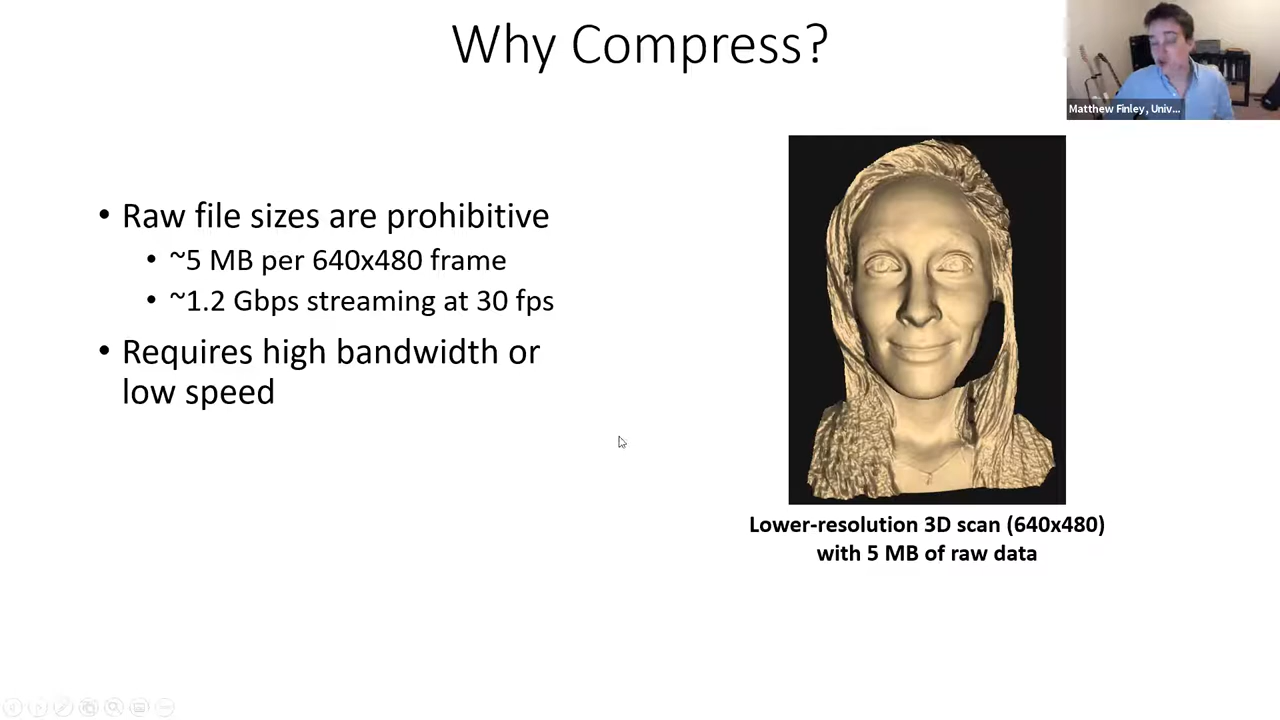 Why Compress?
Matthew Finley, Univ...
• Raw file sizes are prohibitive
• ~5 MB per 640x480 frame
• ~1.2 Gbps streaming at 30 fps
• Requires high bandwidth or
low speed
Lower-resolution 3D scan (640x480)
with 5 MB of raw data